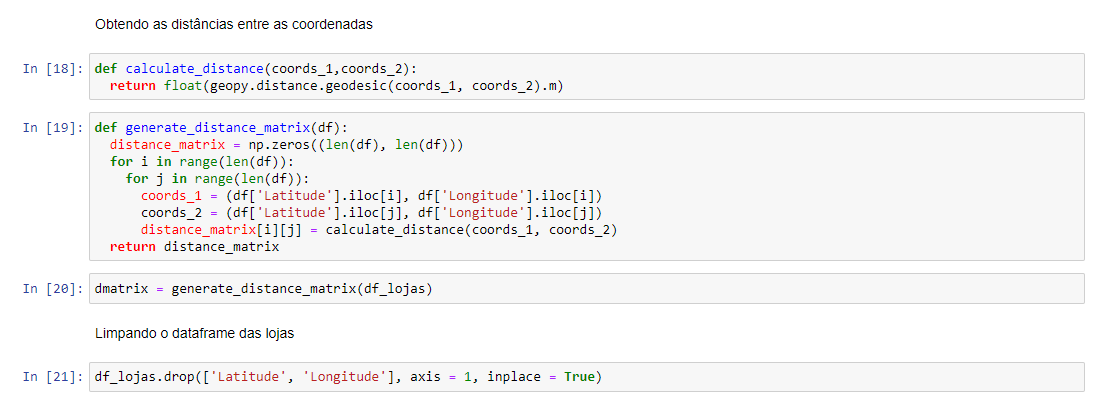 Obtendo as distâncias entre as coordenadas
In [18]: def calculate_distance(coords_1,coords_2):
  return float(geopy.distance.geodesic(coords_1, coords_2).m)
In [19]: def generate_distance_matrix(df):
  distance_matrix = np.zeros((len(df), len(df)))
  for i in range(len(df)):
    for j in range(len(df)):
      coords_1 = (df['Latitude'].iloc[i], df['Longitude'].iloc[i])
      coords_2 = (df['Latitude'].iloc[j], df['Longitude'].iloc[j])
      distance_matrix[i][j] = calculate_distance(coords_1, coords_2)
  return distance_matrix
In [20]: dmatrix = generate_distance_matrix(df_lojas)
Limpando o dataframe das lojas
In [21]: df_lojas.drop(['Latitude', 'Longitude'], axis = 1, inplace = True)